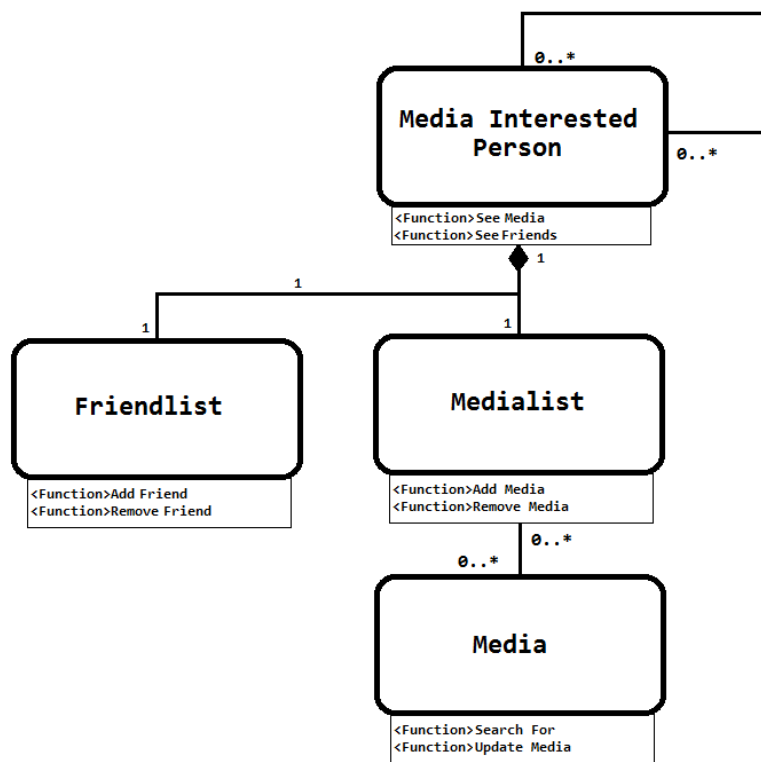 0..*
Media Interested
Person
0..*
<Function>See Media
<Function>See Friends
1
1
1
1
Friendlist
Medialist
<Function>Add Friend
<Function>Remove Friend
<Function>Add Media
<Function>Remove Media
0..*
0..*
Media
<Function>Search For
<Function>Update Media